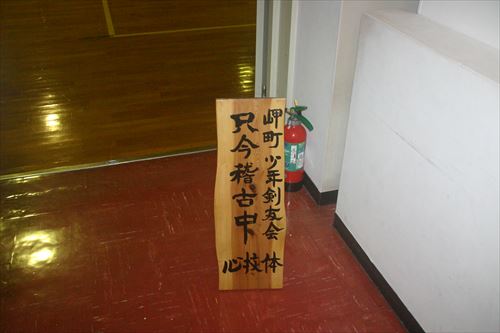 岬町 少年剣友会
只今稽古中
心技体